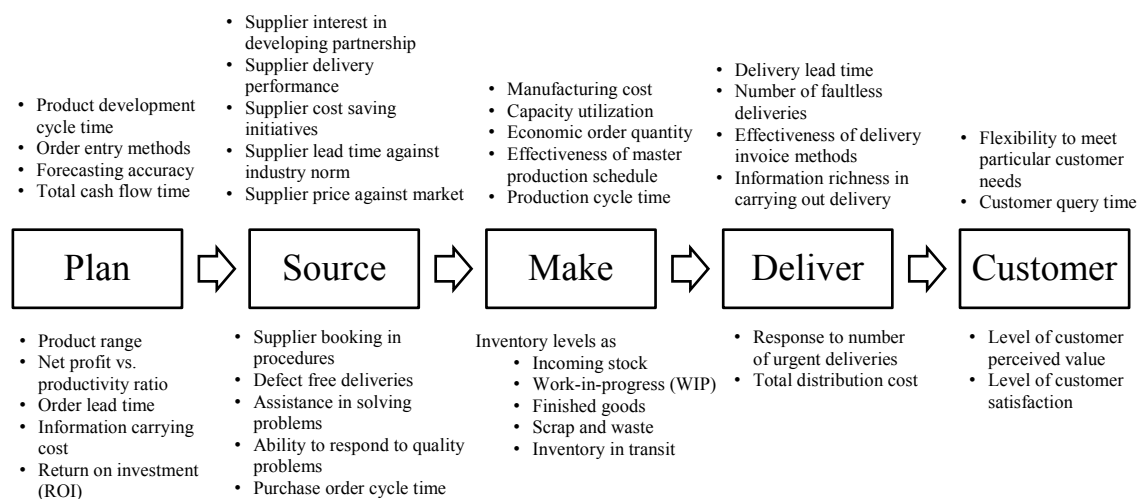 • Product development
cycle time
• Order entry methods
• Forecasting accuracy
• Total cash flow time
• Supplier interest in
developing partnership
• Supplier delivery
performance
• Supplier cost saving
initiatives
• Supplier lead time against
industry norm
• Supplier price against market
• Manufacturing cost
• Capacity utilization
• Economic order quantity
• Effectiveness of master
production schedule
• Production cycle time
• Delivery lead time
• Number of faultless
deliveries
• Effectiveness of delivery
invoice methods
• Information richness in
carrying out delivery
• Flexibility to meet
particular customer
needs
• Customer query time
Plan
Source
Make
Deliver
Customer
• Product range
• Net profit vs.
productivity ratio
• Order lead time
• Information carrying
cost
• Return on investment
(ROI)
• Supplier booking in
procedures
• Defect free deliveries
• Assistance in solving
problems
• Ability to respond to quality
problems
• Purchase order cycle time
Inventory levels as
• Incoming stock
• Work-in-progress (WIP)
• Finished goods
• Scrap and waste
• Inventory in transit
• Response to number
of urgent deliveries
• Total distribution cost
• Level of customer
perceived value
• Level of customer
satisfaction